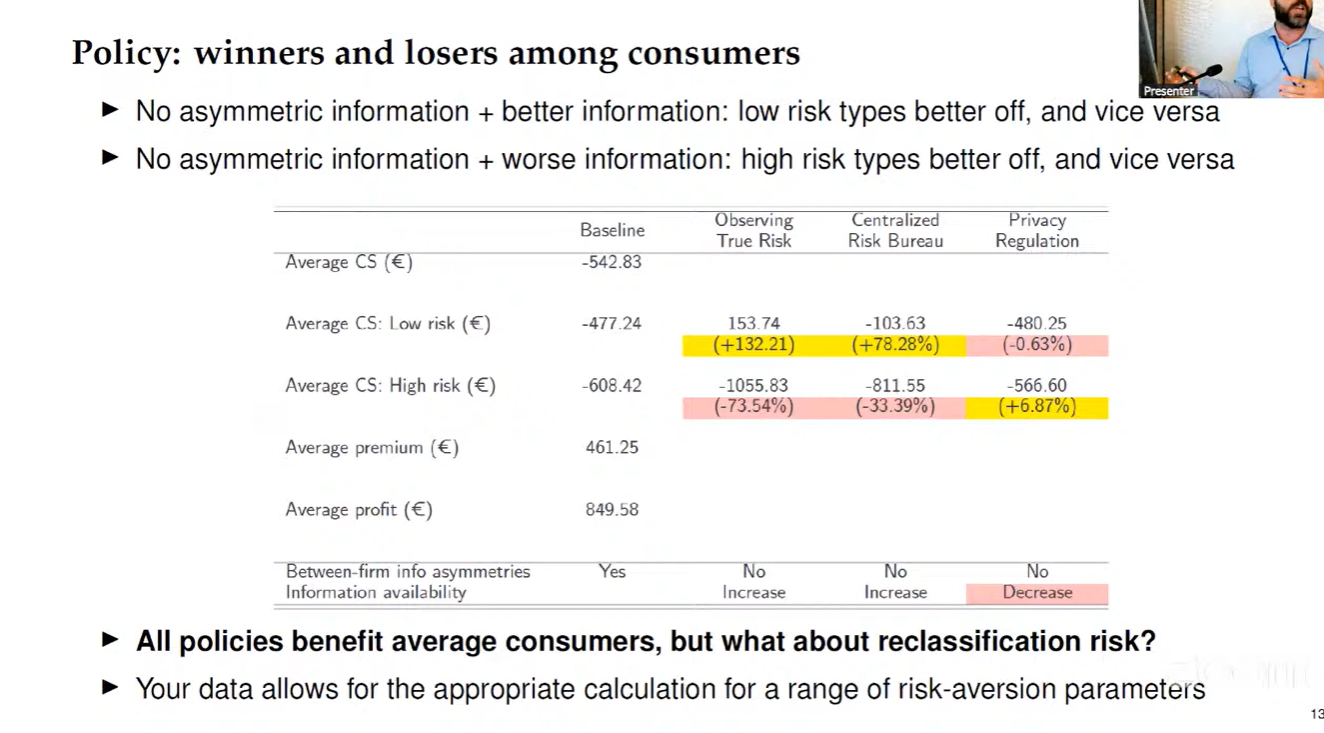 Policy: winners and losers among consumers
Presenter
► No asymmetric information + better information: low risk types better off, and vice versa
► No asymmetric information + worse information: high risk types better off, and vice versa
Baseline Observing True Risk Centralized Risk Bureau Privacy Regulation
Average CS (€) -542.83
Average CS: Low risk (€) -477.24 153.74 -103.63 -480.25
(+132.21) (+78.28%) (-0.63%)
Average CS: High risk (€) -608.42 -1055.83 -811.55 -566.60
(-73.54%) (-33.39%) (+6.87%)
Average premium (€) 461.25
Average profit (€) 849.58
Between-firm info asymmetries Yes No No No
Information availability Increase Increase Decrease
► All policies benefit average consumers, but what about reclassification risk?
► Your data allows for the appropriate calculation for a range of risk-aversion parameters
13